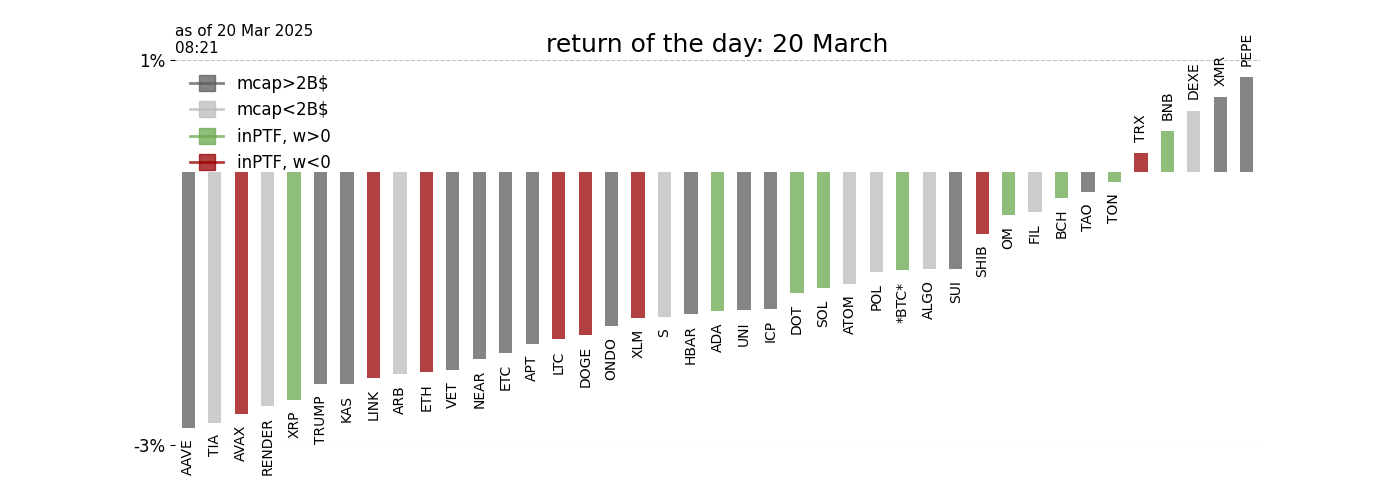 as of 20 Mar 2025
08:21
return of the day: 20 March
1%
mcap>2B$
mcap<2B$
inPTF, w>0
inPTF, w<0
-3%
AAVE
TIA
AVAX
RENDER
XRP
TRUMP
KAS
LINK
ARB
ETH
VET
NEAR
ETC
APT
LTC
DOGE
ONDO
XLM
S
HBAR
ADA
UNI
ICP
DOT
SOL
ATOM
POL
*BTC*
ALGO
SUI
SHIB
OM
FIL
BCH
TAO
TON
TRX
BNB
DEXE
XMR
PEPE